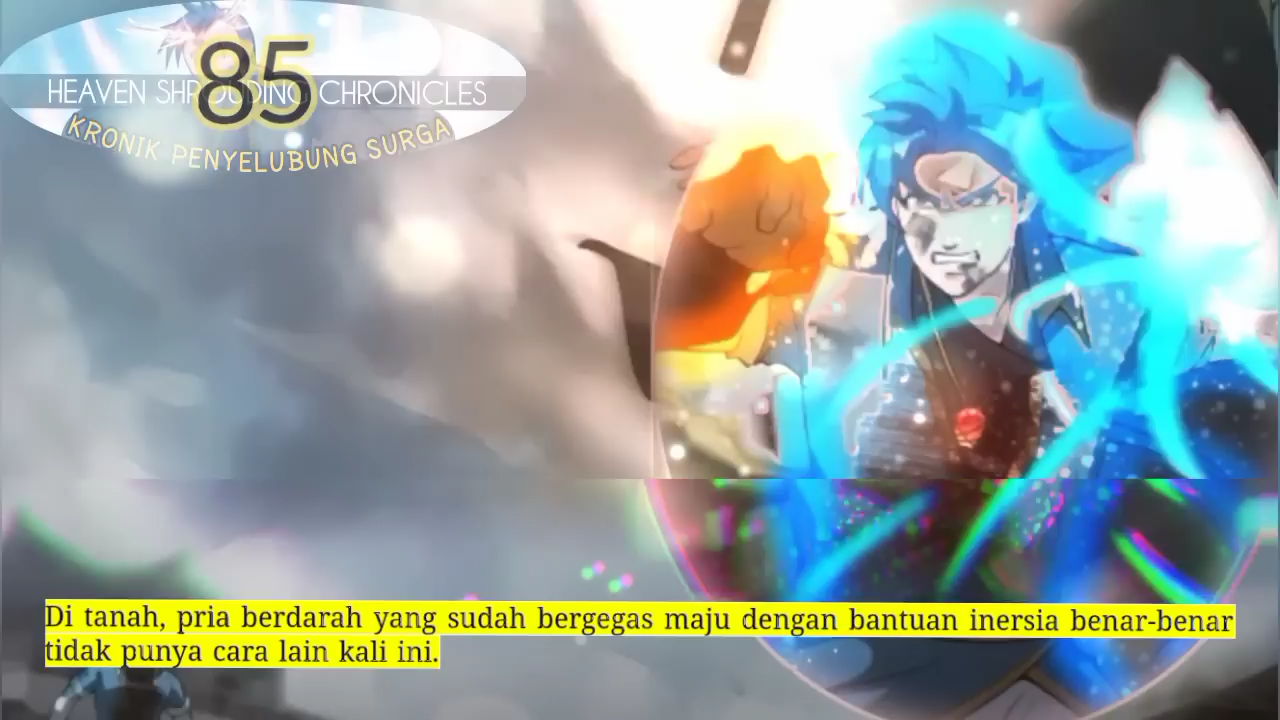 85
HEAVEN SHROUDING CHRONICLES
KRONIK PENYELUBUNG SURGA
Di tanah, pria berdarah yang sudah bergegas maju dengan bantuan inersia benar-benar
tidak punya cara lain kali ini.